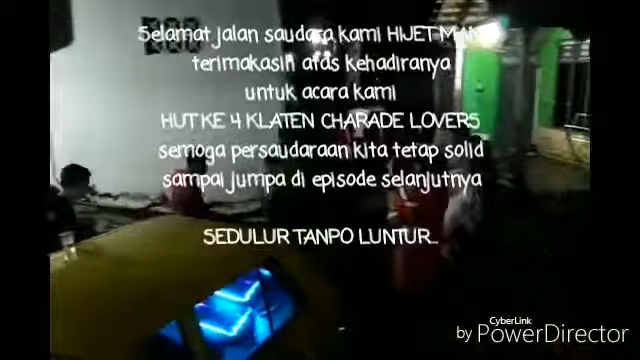 Selamat jalan saudara kami HIJET MANIA
terimakasih atas kehadiranya
untuk acara kami
HUT KE 4 KLATEN CHARADE LOVERS
semoga persaudaraan kita tetap solid
sampai jumpa di episode selanjutnya
SEDULUR TANPO LUNTUR...
CyberLink
by PowerDirector